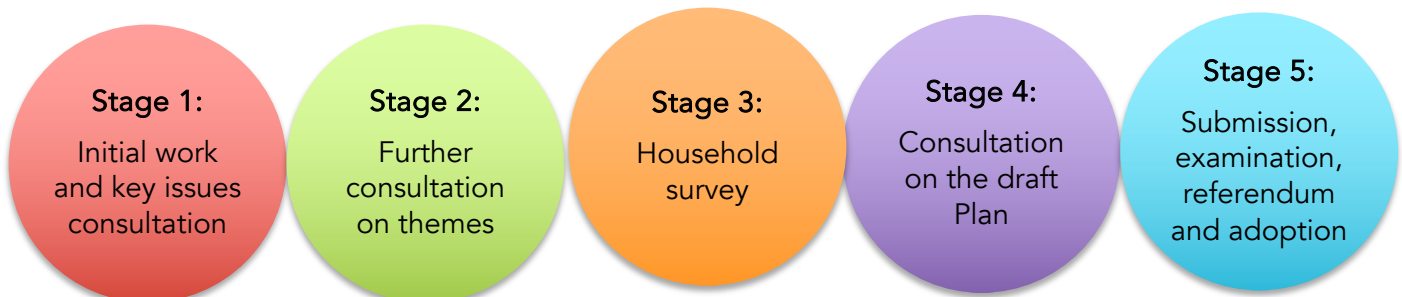 Stage 1:
Initial work
and key issues
consultation
Stage 2:
Further
consultation
on themes
Stage 3:
Household
survey
Stage 4:
Consultation
on the draft
Plan
Stage 5:
Submission,
examination,
referendum
and adoption